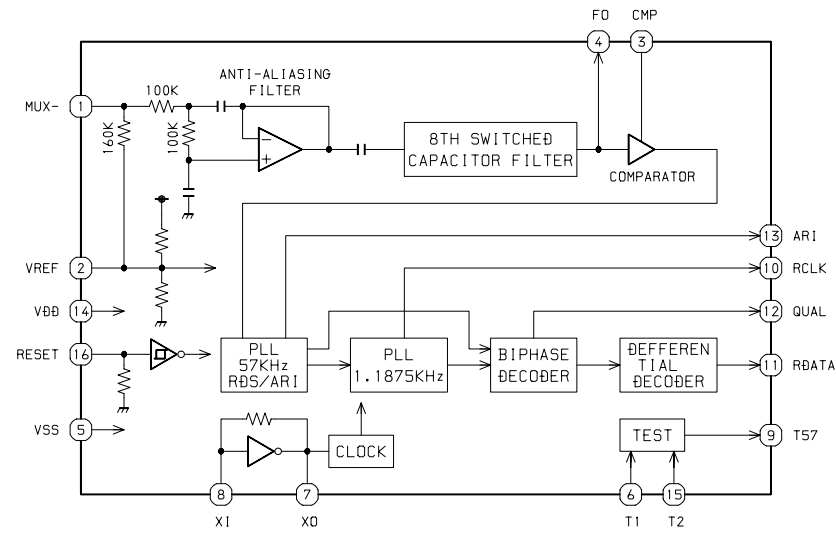 FO CMP
4 3
ANTI-ALIASING
FILTER
MUX- 1
100K
160K
100K
-
+
8TH SWITCHED
CAPACITOR FILTER
COMPARATOR
13 ARI
VREF 2
10 RCLK
VDD 14
12 QUAL
RESET 16
PLL
57KHz
RDS/ARI
PLL
1.1875KHz
BIPHASE
DECODER
DEFFEREN
TIAL
DECODER
11 RDATA
VSS 5
CLOCK
TEST
9 T57
8 7 6 15
XI XO T1 T2